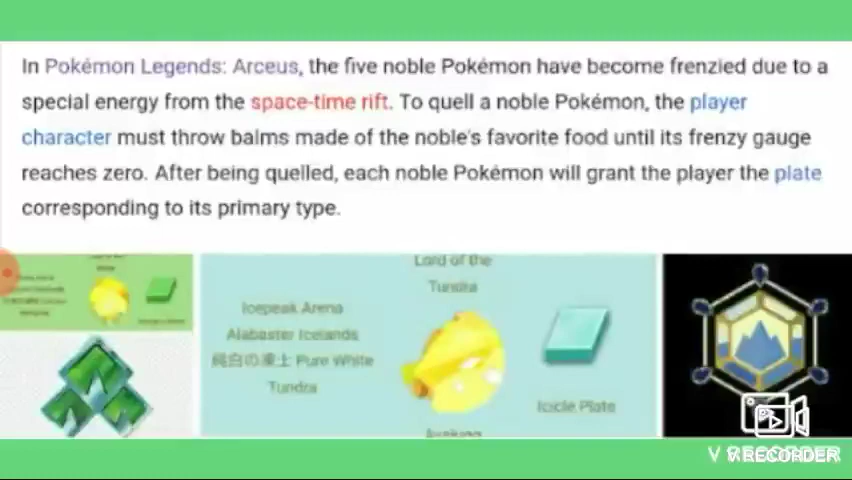 In Pokémon Legends: Arceus, the five noble Pokémon have become frenzied due to a
special energy from the space-time rift. To quell a noble Pokémon, the player
character must throw balms made of the noble's favorite food until its frenzy gauge
reaches zero. After being quelled, each noble Pokémon will grant the player the plate
corresponding to its primary type.
Lord of the
Tundra
Icepeak Arena
Alabaster Icelands
純白の凍土 Pure White
Tundra
Icicle Plate
V RECORDER
V RECORDER